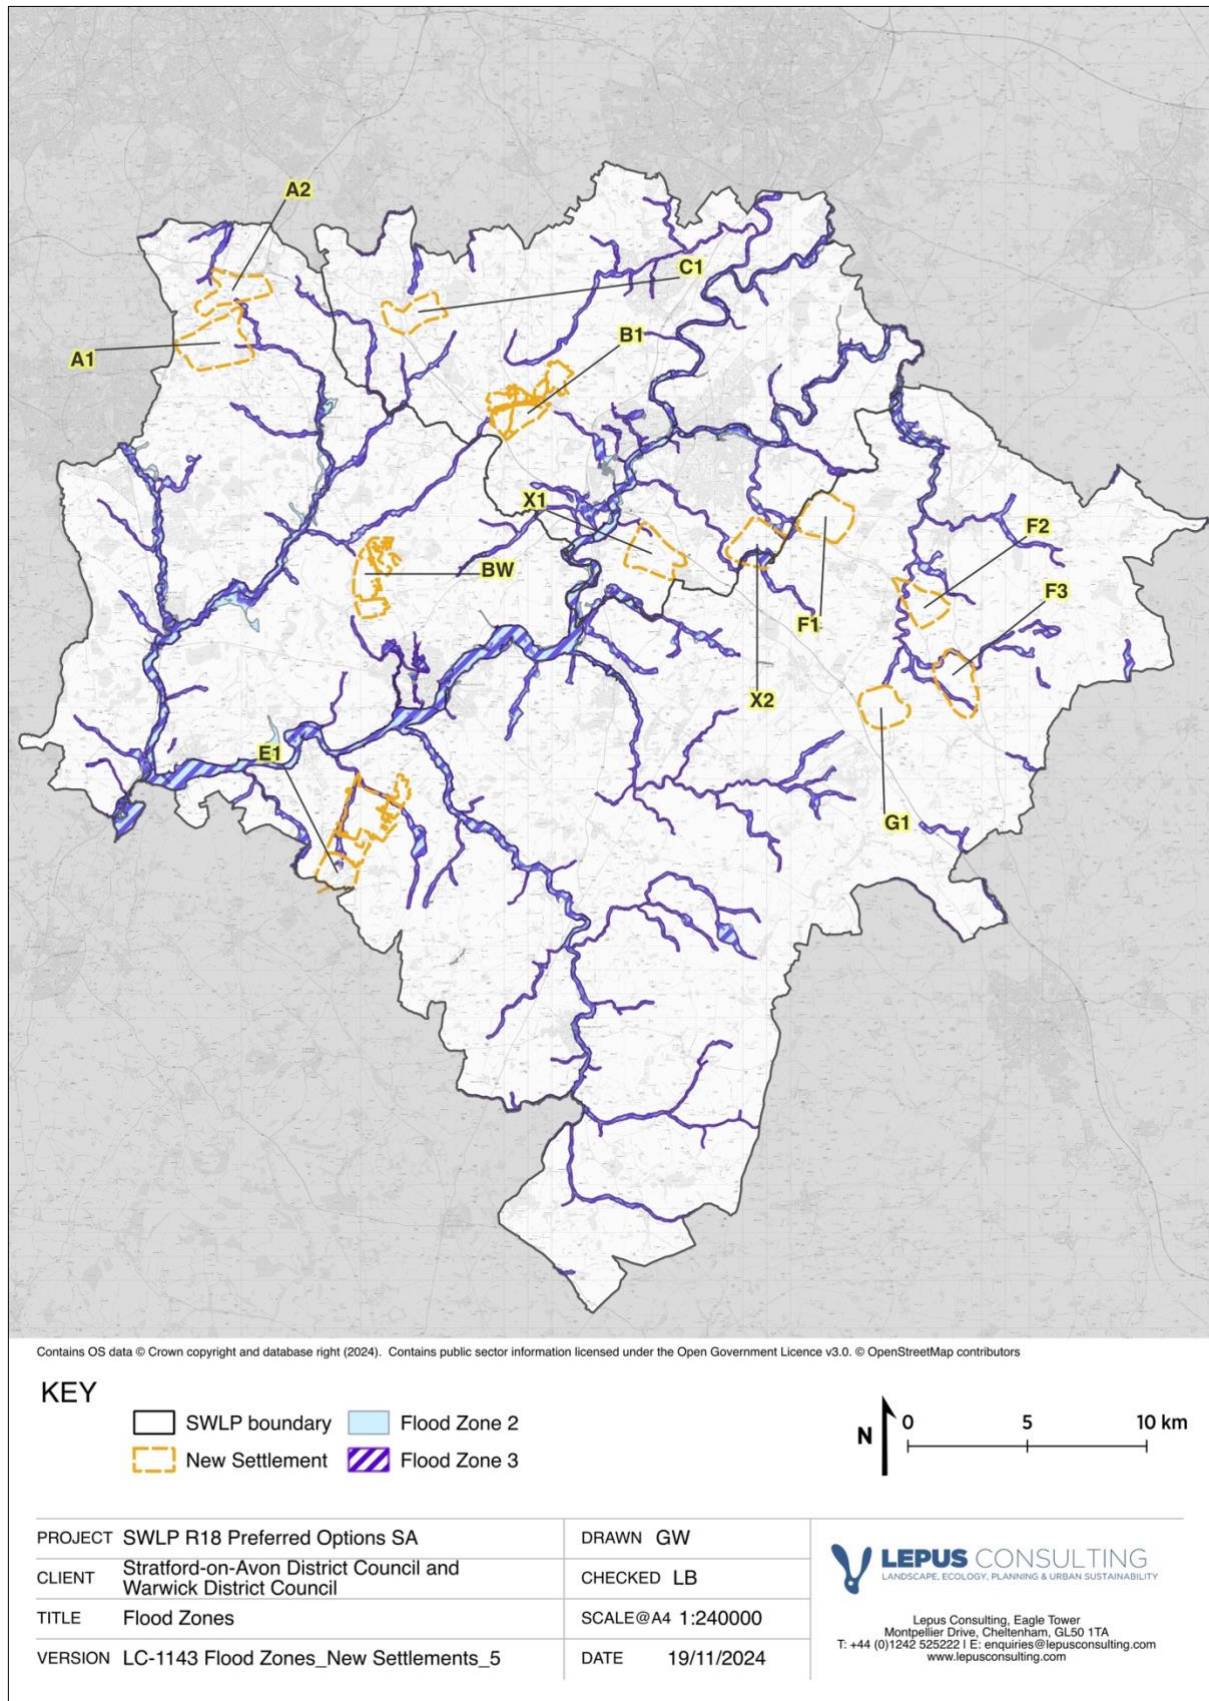 A2
C1
B1
A1
X1
F2
BW
F3
F1
X2
E1
G1
Contains OS data © Crown copyright and database right (2024). Contains public sector information licensed under the Open Government Licence v3.0. © OpenStreetMap contributors
KEY
SWLP boundary Flood Zone 2
New Settlement Flood Zone 3
N 0 5 10 km
PROJECT SWLP R18 Preferred Options SA
CLIENT Stratford-on-Avon District Council and
Warwick District Council
TITLE Flood Zones
VERSION LC-1143 Flood Zones_New Settlements_5
DRAWN GW
CHECKED LB
SCALE@A4 1:240000
DATE 19/11/2024
LEPUS CONSULTING
LANDSCAPE, ECOLOGY, PLANNING & URBAN SUSTAINABILITY
Lepus Consulting, Eagle Tower
Montpellier Drive, Cheltenham, GL50 1TA
T: +44 (0)1242 525222 | E: enquiries@lepusconsulting.com
www.lepusconsulting.com